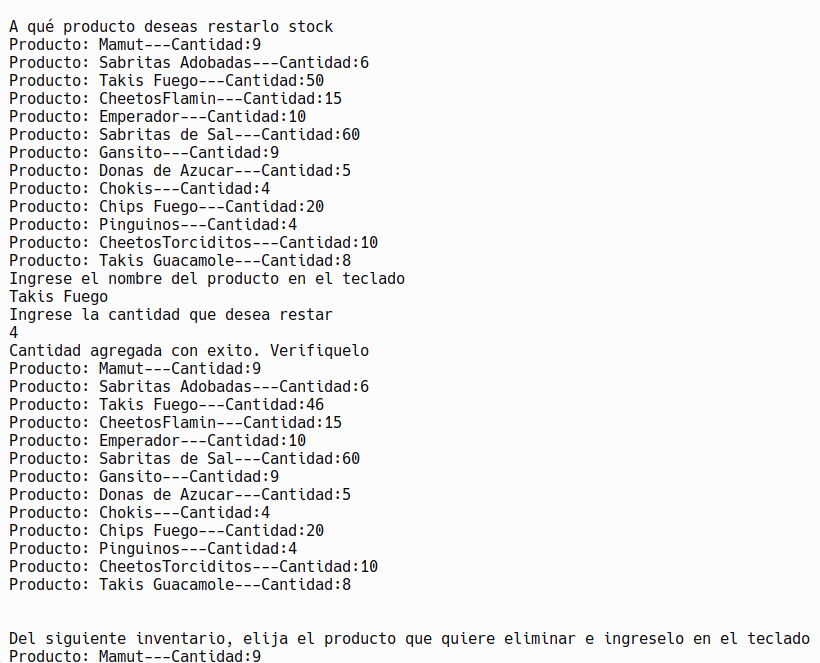 A qué producto deseas restarlo stock
Producto: Mamut---Cantidad:9
Producto: Sabritas Adobadas---Cantidad:6
Producto: Takis Fuego---Cantidad:50
Producto: CheetosFlamin---Cantidad:15
Producto: Emperador---Cantidad:10
Producto: Sabritas de Sal---Cantidad:60
Producto: Gansito---Cantidad:9
Producto: Donas de Azucar---Cantidad:5
Producto: Chokis---Cantidad:4
Producto: Chips Fuego---Cantidad:20
Producto: Pinguinos---Cantidad:4
Producto: CheetosTorciditos---Cantidad:10
Producto: Takis Guacamole---Cantidad:8
Ingrese el nombre del producto en el teclado
Takis Fuego
Ingrese la cantidad que desea restar
4
Cantidad agregada con exito. Verifiquelo
Producto: Mamut---Cantidad:9
Producto: Sabritas Adobadas---Cantidad:6
Producto: Takis Fuego---Cantidad:46
Producto: CheetosFlamin---Cantidad:15
Producto: Emperador---Cantidad:10
Producto: Sabritas de Sal---Cantidad:60
Producto: Gansito---Cantidad:9
Producto: Donas de Azucar---Cantidad:5
Producto: Chokis---Cantidad:4
Producto: Chips Fuego---Cantidad:20
Producto: Pinguinos---Cantidad:4
Producto: CheetosTorciditos---Cantidad:10
Producto: Takis Guacamole---Cantidad:8
Del siguiente inventario, elija el producto que quiere eliminar e ingreselo en el teclado
Producto: Mamut---Cantidad:9